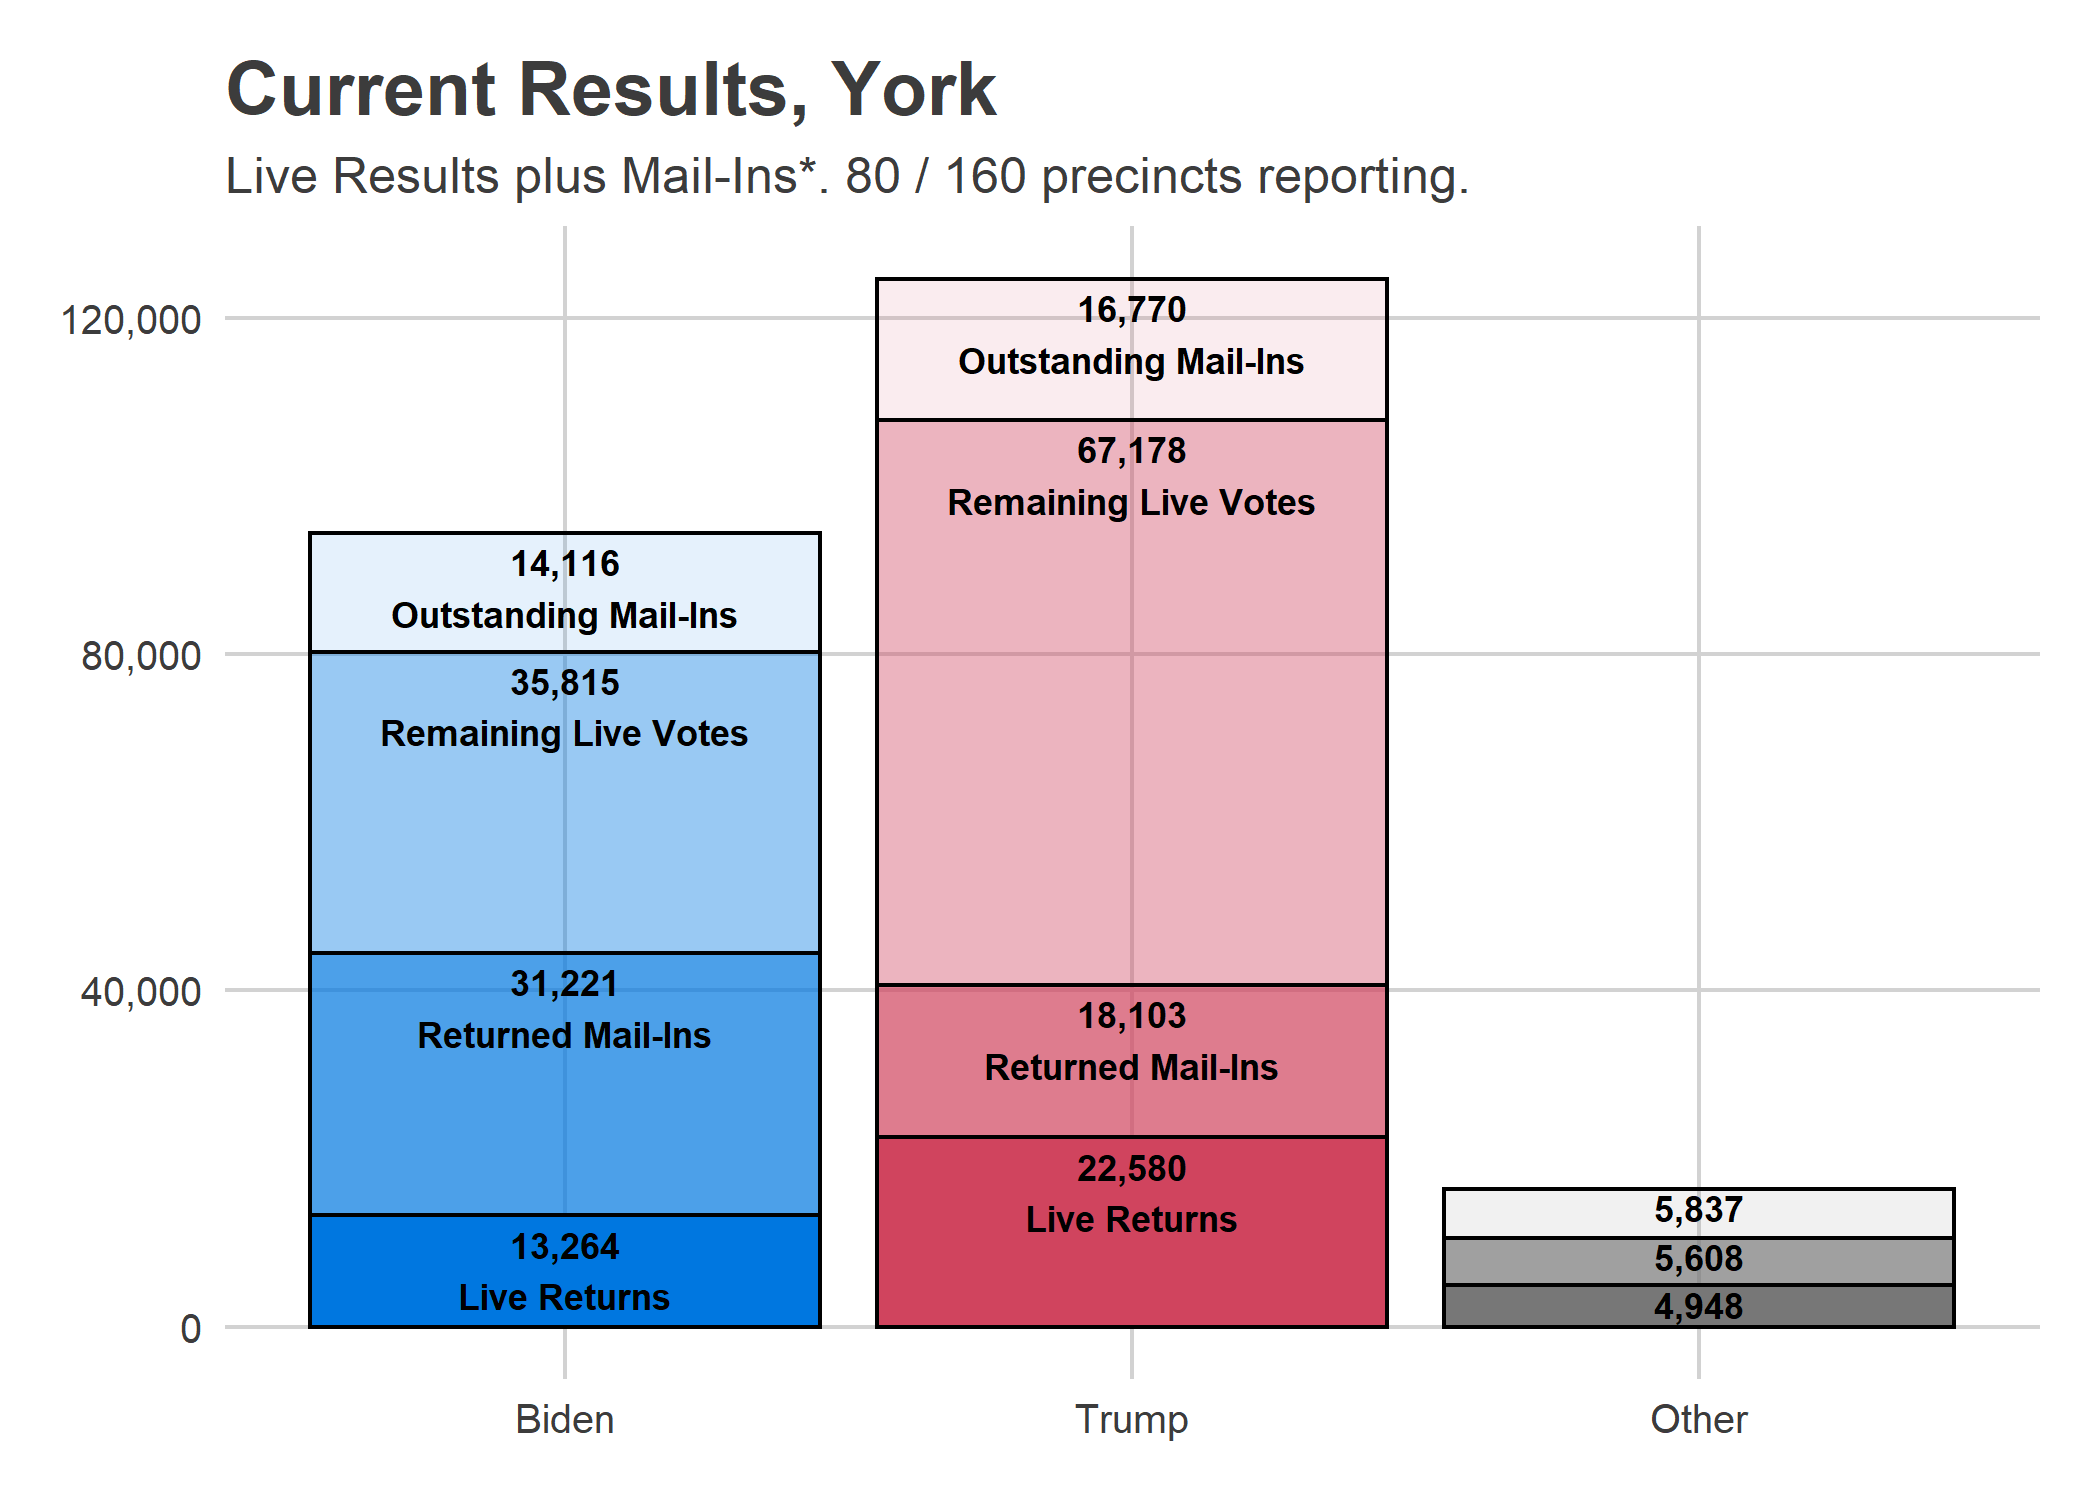 Current Results, York
Live Results plus Mail-Ins*. 80 / 160 precincts reporting.
120,000
80,000
40,000
0
14,116
Outstanding Mail-Ins
35,815
Remaining Live Votes
31,221
Returned Mail-Ins
13,264
Live Returns
16,770
Outstanding Mail-Ins
67,178
Remaining Live Votes
18,103
Returned Mail-Ins
22,580
Live Returns
5,837
5,608
4,948
Biden
Trump
Other